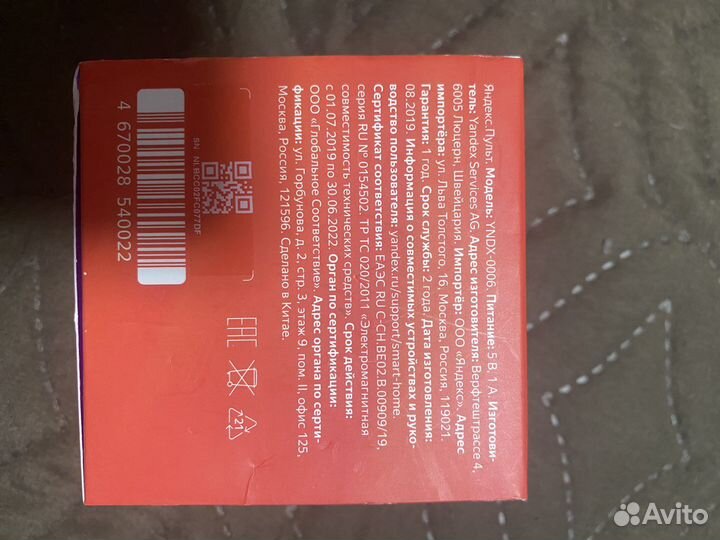 Яндекс.Пульт. Модель: YNDX-0006. Питание: 5 В, 1 А. Изготови-
тель: Yandex Services AG. Адрес изготовителя: Верфтештрассе 4,
6005 Люцерн, Швейцария. Импортёр: ООО «Яндекс». Адрес
импортёра: ул. Льва Толстого, 16, Москва, Россия, 119021.
Гарантия: 1 год. Срок службы: 2 года. Дата изготовления:
08.2019. Информация о совместимых устройствах и руко-
водство пользователя: yandex.ru/support/smart-home.
Сертификат соответствия: ЕАЭС RU C-CH.BE02.B.00909/19,
серия RU № 0154502. ТР ТС 020/2011 «Электромагнитная
совместимость технических средств». Срок действия:
с 01.07.2019 по 30.06.2022. Орган по сертификации:
ООО «Глобальное Соответствие». Адрес органа по серти-
фикации: ул. Горбунова, д. 2, стр. 3, этаж 9, пом. II, офис 125,
Москва, Россия, 121596. Сделано в Китае.
SN: NLBCC02FC077DF
4 670028 540022
EAC
21
Avito